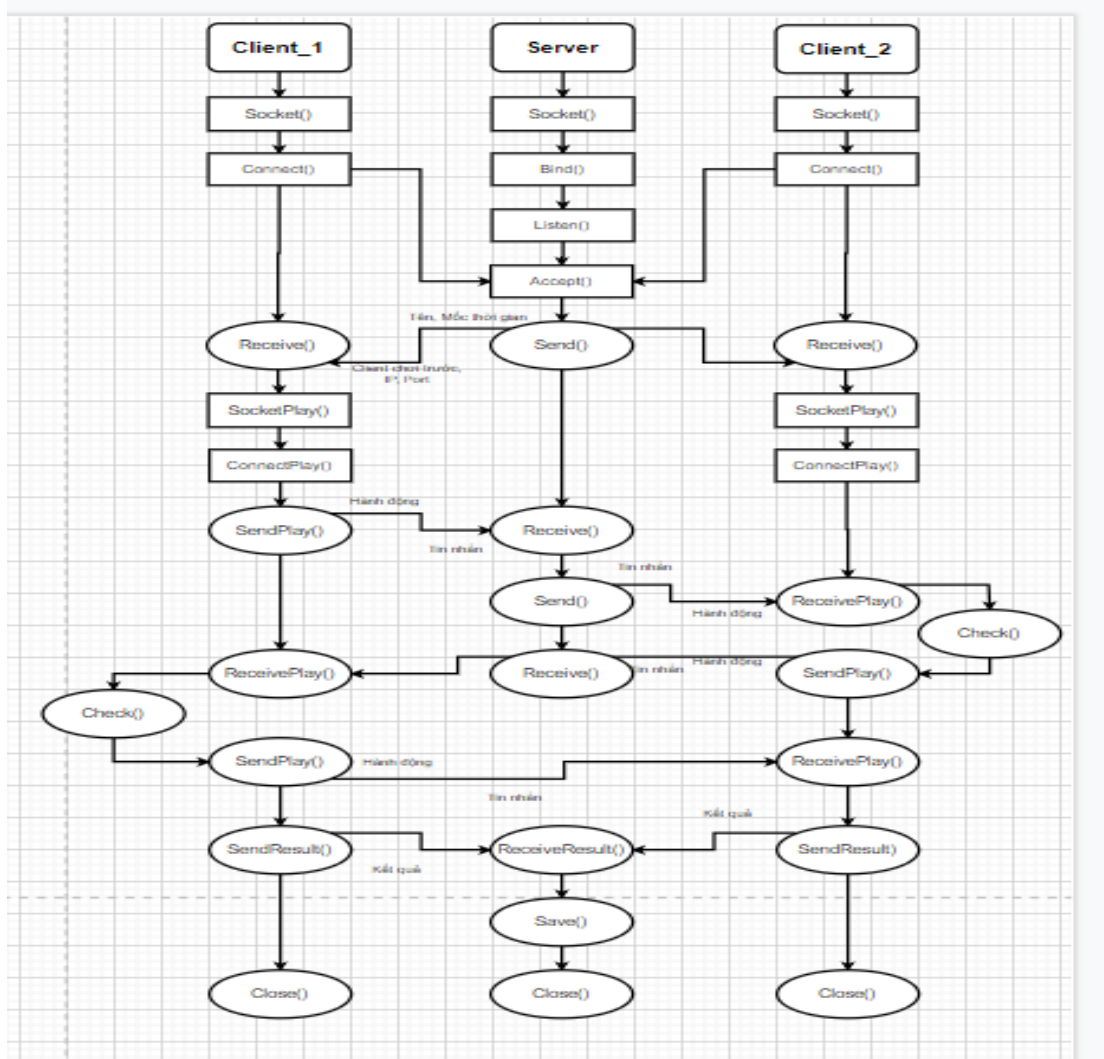 Client_1 Server Client_2
Socket() Socket() Socket()
Connect() Bind() Connect()
Listen()
Accept()
Tên, Mốc thời gian
Receive() Send() Receive()
Client chơi trước,
IP, Port
SocketPlay() SocketPlay()
ConnectPlay() ConnectPlay()
Hành động
SendPlay() Receive()
Tin nhắn
Tin nhắn
Send() ReceivePlay()
Hành động
Check()
Hành động
Tin nhắn
ReceivePlay() Receive() SendPlay()
Check()
SendPlay() Hành động ReceivePlay()
Tin nhắn
Kết quả
SendResult() ReceiveResult() SendResult)
Kết quả
Save()
Close() Close() Close()